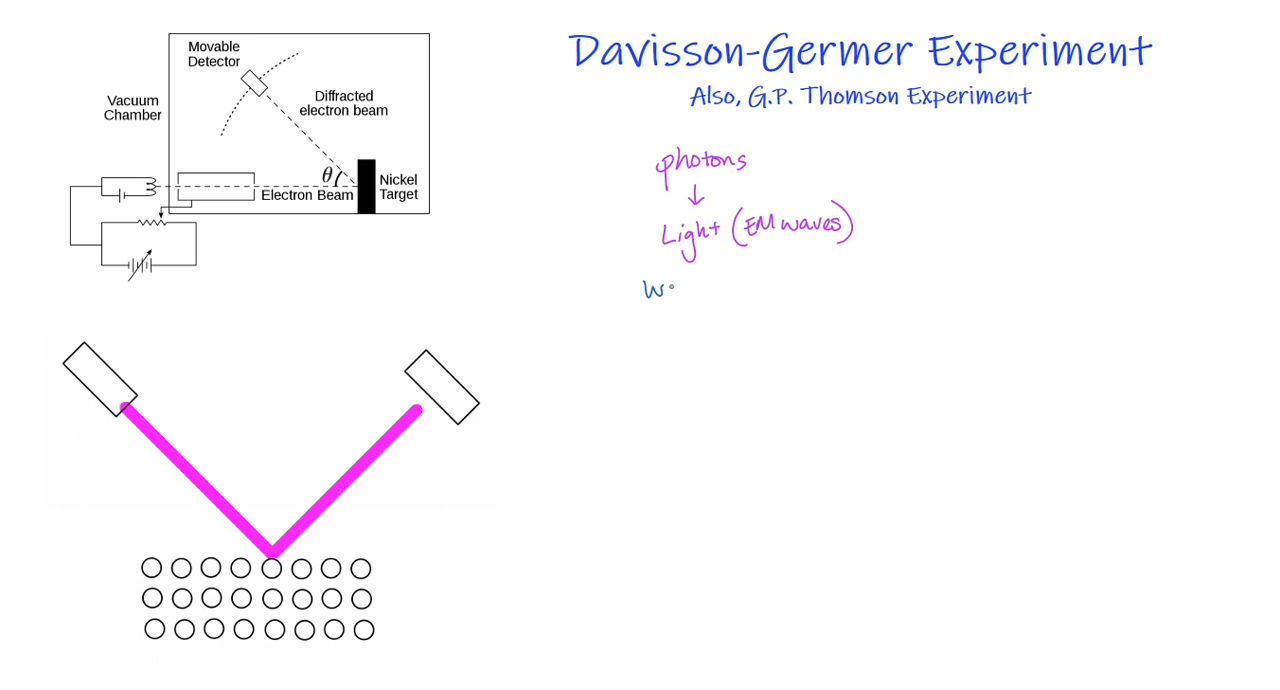 Davisson-Germer Experiment
Also, G.P. Thomson Experiment
Movable
Detector
Vacuum
Chamber
Diffracted
electron beam
θ
Electron Beam
Nickel
Target
photons
↓
Light (EM waves)